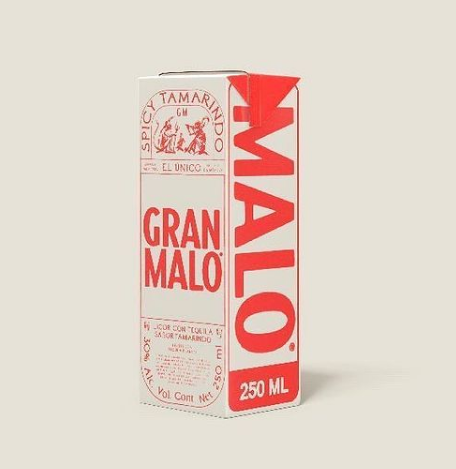 SPICY TAMARINDO
GM
EL ÚNICO
GRAN
MALO®
LICOR CON TEQUILA
SABOR TAMARINDO
30% Alc. Vol. Cont Net 250 ml
MALO®
250 ML